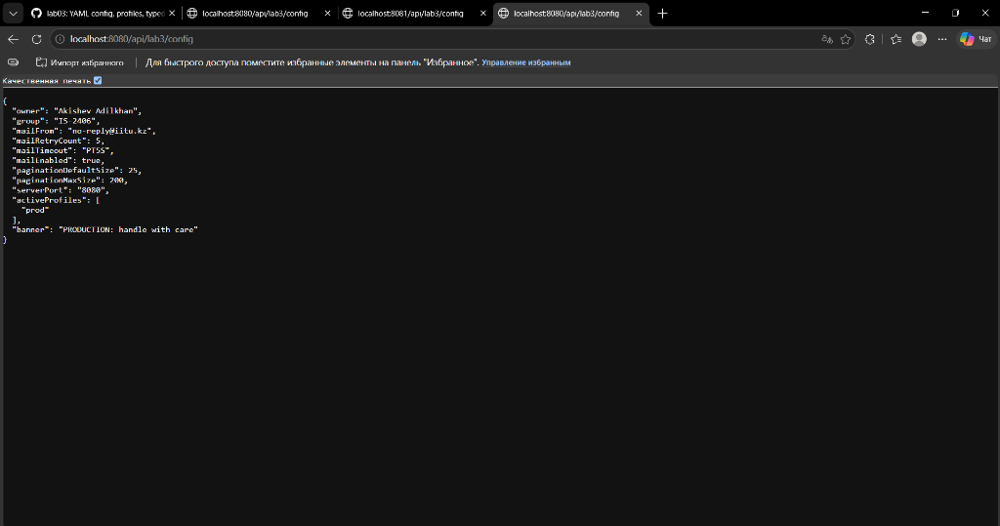 lab03: YAML config, profiles, typed
localhost:8080/api/lab3/config
localhost:8081/api/lab3/config
localhost:8080/api/lab3/config
localhost:8080/api/lab3/config
Чат
Импорт избранного
Для быстрого доступа поместите избранные элементы на панель "Избранное". Управление избранным
Качественная печать
{
"owner": "Akishev Adilkhan",
"group": "IS-2406",
"mailFrom": "no-reply@iitu.kz",
"mailRetryCount": 5,
"mailTimeout": "PT5S",
"mailEnabled": true,
"paginationDefaultSize": 25,
"paginationMaxSize": 200,
"serverPort": "8080",
"activeProfiles": [
"prod"
],
"banner": "PRODUCTION: handle with care"
}